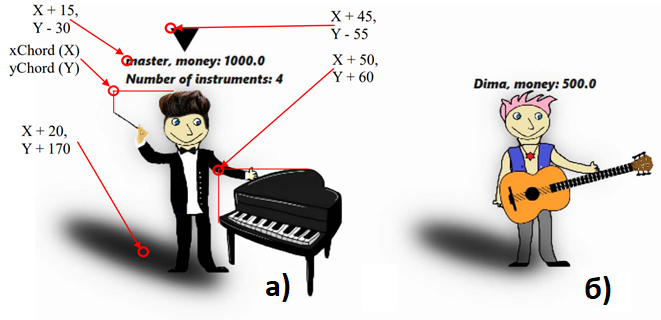 X + 15,
Y - 30
xChord (X)
yChord (Y)
X + 20,
Y + 170
X + 45,
Y - 55
X + 50,
Y + 60
master, money: 1000.0
Number of instruments: 4
а)
Dima, money: 500.0
б)